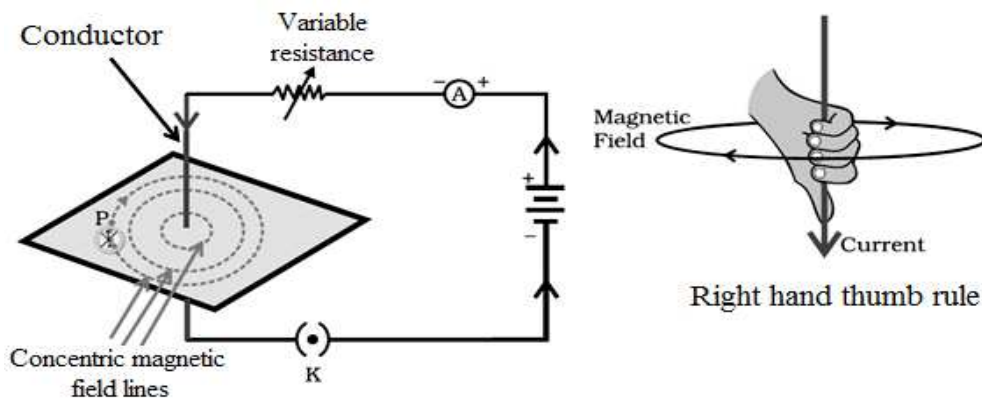 Conductor
Variable
resistance
− A +
P
+
−
K
Concentric magnetic
field lines
Magnetic
Field
Current
Right hand thumb rule